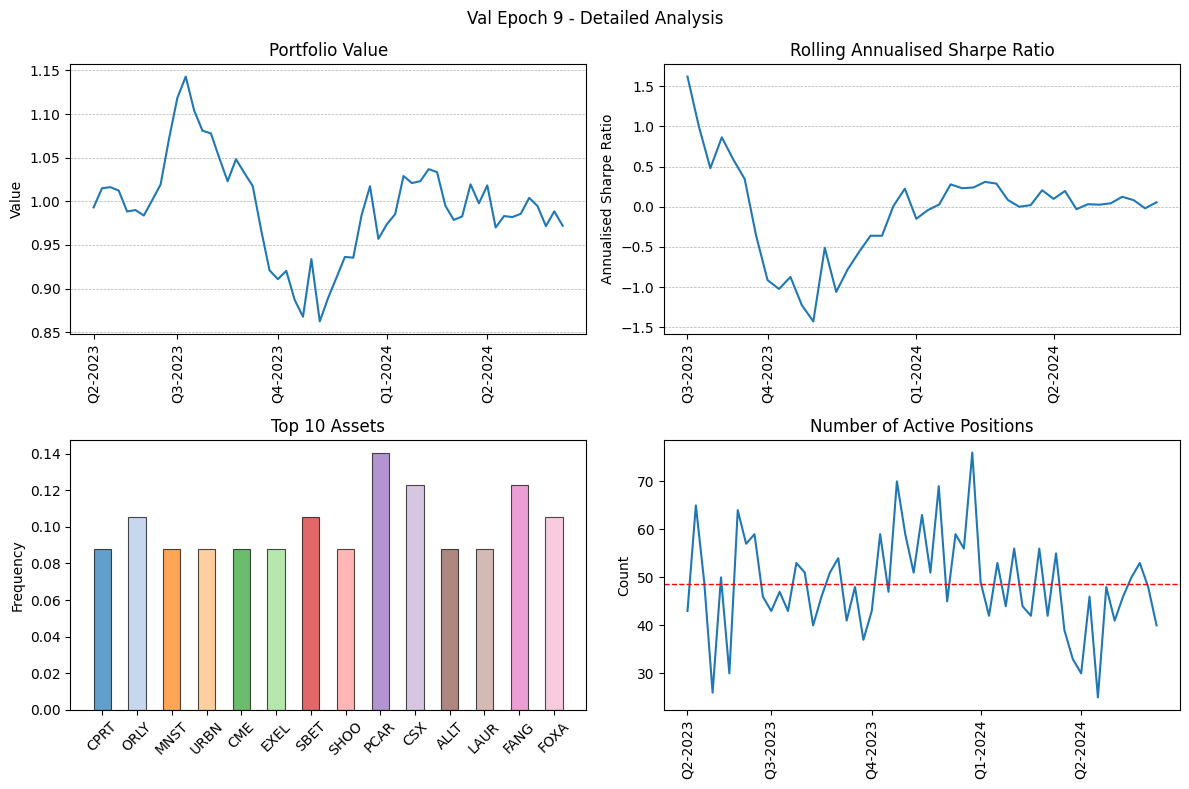 Val Epoch 9 - Detailed Analysis
Portfolio Value
Value
1.15
1.10
1.05
1.00
0.95
0.90
0.85
Q2-2023
Q3-2023
Q4-2023
Q1-2024
Q2-2024
Rolling Annualised Sharpe Ratio
Annualised Sharpe Ratio
1.5
1.0
0.5
0.0
−0.5
−1.0
−1.5
Q3-2023
Q4-2023
Q1-2024
Q2-2024
Top 10 Assets
Frequency
0.14
0.12
0.10
0.08
0.06
0.04
0.02
0.00
CPRT
ORLY
MNST
URBN
CME
EXEL
SBET
SHOO
PCAR
CSX
ALLT
LAUR
FANG
FOXA
Number of Active Positions
Count
70
60
50
40
30
Q2-2023
Q3-2023
Q4-2023
Q1-2024
Q2-2024